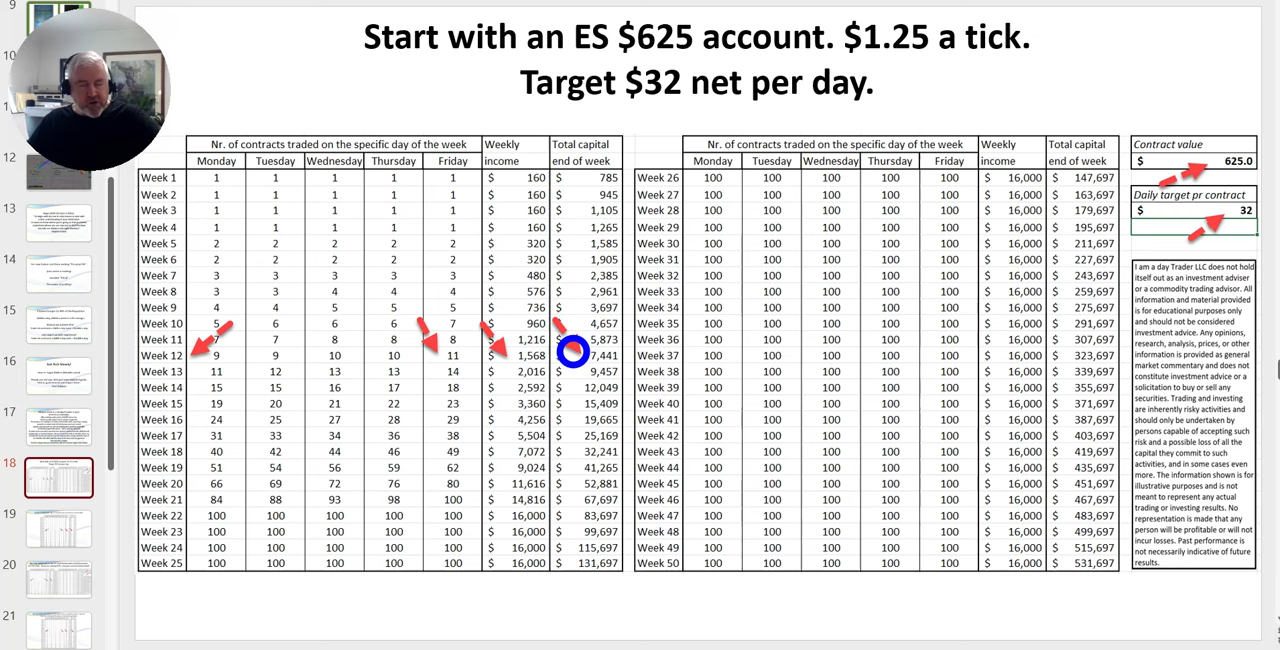 Start with an ES $625 account. $1.25 a tick.
Target $32 net per day.
9
10
1
12
13
14
15
16
17
18
19
20
21
Nr. of contracts traded on the specific day of the week Weekly Total capital
Monday Tuesday Wednesday Thursday Friday income end of week
Week 1 1 1 1 1 1 160 $ 785
Week 2 1 1 1 1 1 160 $ 945
Week 3 1 1 1 1 1 160 $ 1,105
Week 4 1 1 1 1 1 160 $ 1,265
Week 5 2 2 2 2 2 320 $ 1,585
Week 6 2 2 2 2 2 320 $ 1,905
Week 7 3 3 3 3 3 480 $ 2,385
Week 8 3 3 4 4 4 $ 576 $ 2,961
Week 9 4 4 5 5 5 $ 736 $ 3,697
Week 10 5 6 6 6 7 $ 960 $ 4,657
Week 11 7 7 8 8 8 $ 1,216 $ 5,873
Week 12 9 9 10 10 11 $ 1,568 7,441
Week 13 11 12 13 13 14 $ 2,016 $ 9,457
Week 14 15 15 16 17 18 $ 2,592 $ 12,049
Week 15 19 20 21 22 23 $ 3,360 $ 15,409
Week 16 24 25 27 28 29 $ 4,256 $ 19,665
Week 17 31 33 34 36 38 $ 5,504 $ 25,169
Week 18 40 42 44 46 49 $ 7,072 $ 32,241
Week 19 51 54 56 59 62 $ 9,024 $ 41,265
Week 20 66 69 72 76 80 $ 11,616 $ 52,881
Week 21 84 88 93 98 100 $ 14,816 $ 67,697
Week 22 100 100 100 100 100 $ 16,000 $ 83,697
Week 23 100 100 100 100 100 $ 16,000 $ 99,697
Week 24 100 100 100 100 100 $ 16,000 $ 115,697
Week 25 100 100 100 100 100 $ 16,000 $ 131,697
Nr. of contracts traded on the specific day of the week Weekly Total capital
Monday Tuesday Wednesday Thursday Friday income end of week
Week 26 100 100 100 100 100 $ 16,000 $ 147,697
Week 27 100 100 100 100 100 $ 16,000 $ 163,697
Week 28 100 100 100 100 100 $ 16,000 $ 179,697
Week 29 100 100 100 100 100 $ 16,000 $ 195,697
Week 30 100 100 100 100 100 $ 16,000 $ 211,697
Week 31 100 100 100 100 100 $ 16,000 $ 227,697
Week 32 100 100 100 100 100 $ 16,000 $ 243,697
Week 33 100 100 100 100 100 $ 16,000 $ 259,697
Week 34 100 100 100 100 100 $ 16,000 $ 275,697
Week 35 100 100 100 100 100 $ 16,000 $ 291,697
Week 36 100 100 100 100 100 $ 16,000 $ 307,697
Week 37 100 100 100 100 100 $ 16,000 $ 323,697
Week 38 100 100 100 100 100 $ 16,000 $ 339,697
Week 39 100 100 100 100 100 $ 16,000 $ 355,697
Week 40 100 100 100 100 100 $ 16,000 $ 371,697
Week 41 100 100 100 100 100 $ 16,000 $ 387,697
Week 42 100 100 100 100 100 $ 16,000 $ 403,697
Week 43 100 100 100 100 100 $ 16,000 $ 419,697
Week 44 100 100 100 100 100 $ 16,000 $ 435,697
Week 45 100 100 100 100 100 $ 16,000 $ 451,697
Week 46 100 100 100 100 100 $ 16,000 $ 467,697
Week 47 100 100 100 100 100 $ 16,000 $ 483,697
Week 48 100 100 100 100 100 $ 16,000 $ 499,697
Week 49 100 100 100 100 100 $ 16,000 $ 515,697
Week 50 100 100 100 100 100 $ 16,000 $ 531,697
Contract value
$ 625.0
Daily target pr contract
$ 32
I am a day Trader LLC does not hold
itself out as an investment adviser
or a commodity trading advisor. All
information and material provided
is for educational purposes only
and should not be considered
investment advice. Any opinions,
research, analysis, prices, or other
information is provided as general
market commentary and does not
constitute investment advice or a
solicitation to buy or sell any
securities. Trading and investing
are inherently risky activities and
should only be undertaken by
persons capable of accepting such
risk and a possible loss of all the
capital they commit to such
activities, and in some cases even
more. The information shown is for
illustrative purposes and is not
meant to represent any actual
trading or investing results. No
representation is made that any
person will be profitable or will not
incur losses. Past performance is
not necessarily indicative of future
results.